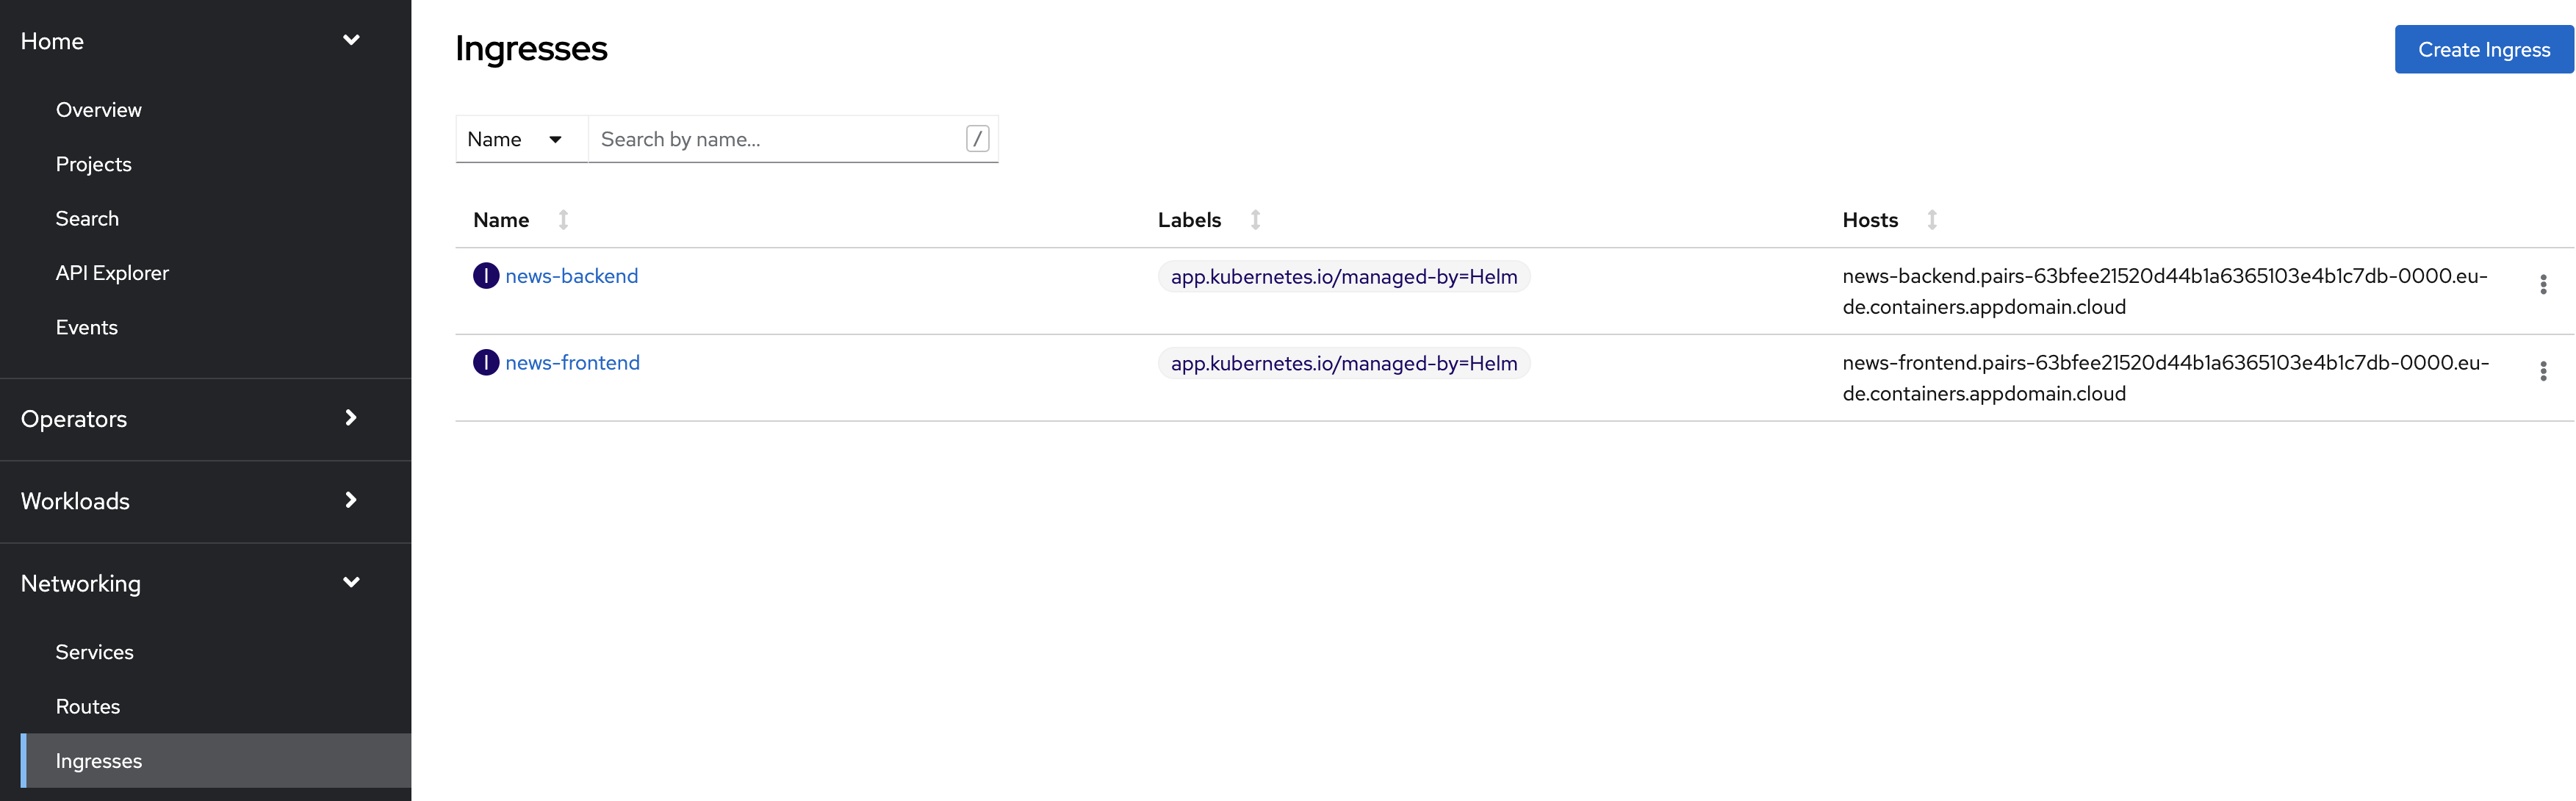 Home
Overview
Projects
Search
API Explorer
Events
Operators
Workloads
Networking
Services
Routes
Ingresses
Ingresses
Create Ingress
Name
Search by name...
/
Name
Labels
Hosts
I news-backend
app.kubernetes.io/managed-by=Helm
news-backend.pairs-63bfee21520d44b1a6365103e4b1c7db-0000.eu-
de.containers.appdomain.cloud
I news-frontend
app.kubernetes.io/managed-by=Helm
news-frontend.pairs-63bfee21520d44b1a6365103e4b1c7db-0000.eu-
de.containers.appdomain.cloud